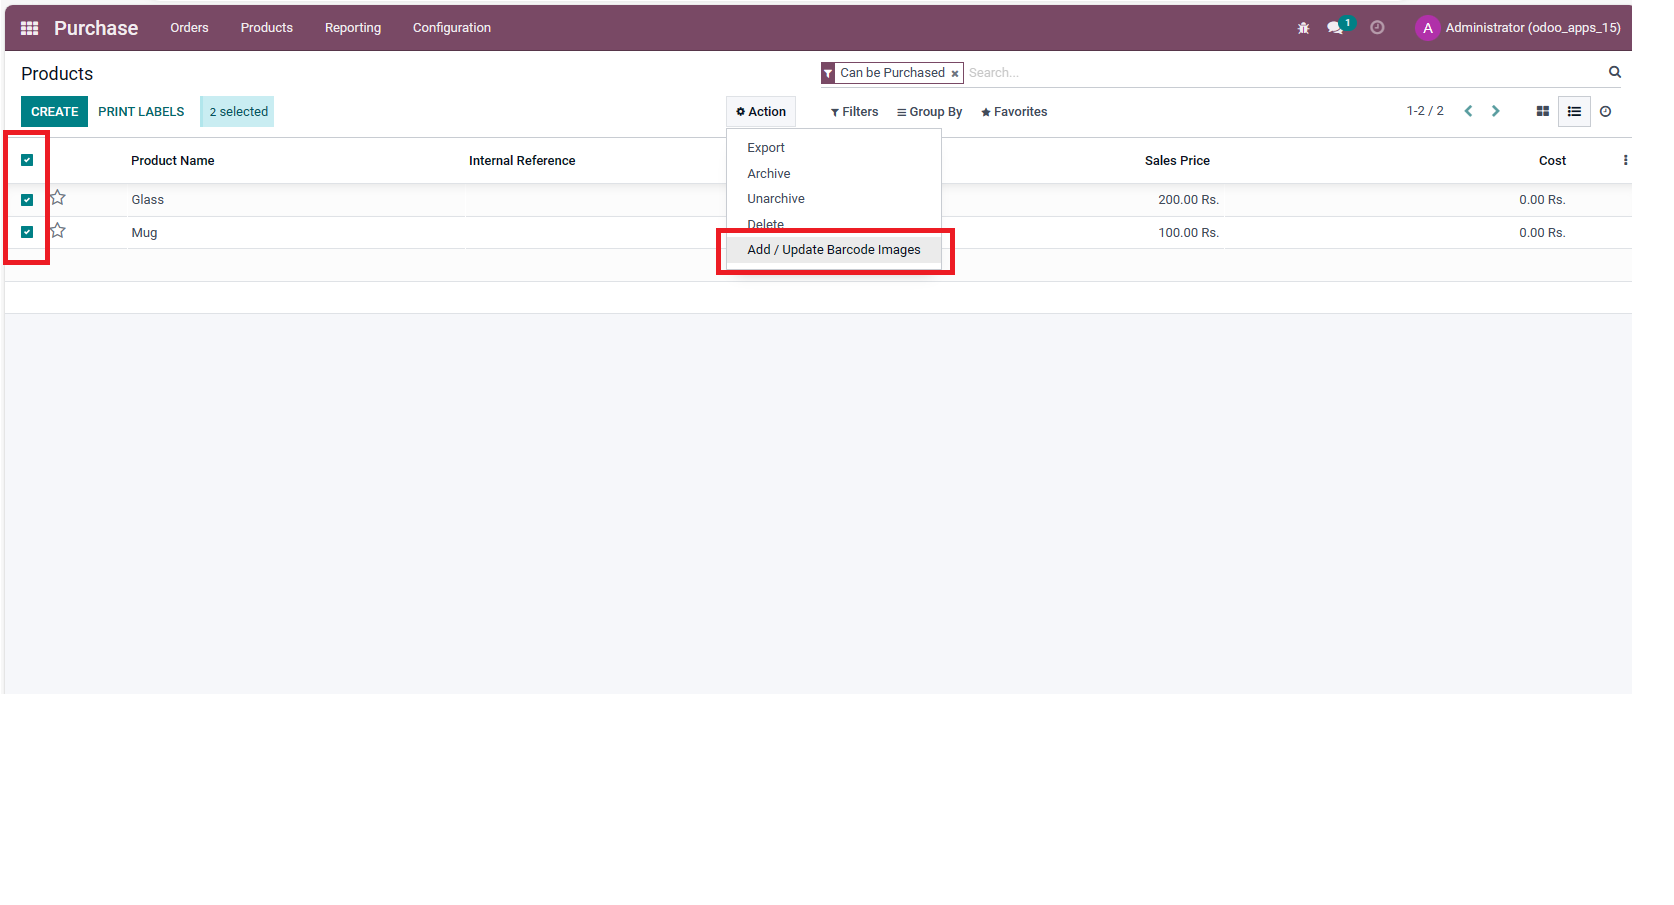 Purchase Orders Products Reporting Configuration 1 A Administrator (odoo_apps_15)
Products Can be Purchased × Search...
CREATE PRINT LABELS 2 selected Action Filters Group By Favorites 1-2 / 2
Product Name Internal Reference Sales Price Cost
Glass 200.00 Rs. 0.00 Rs.
Mug 100.00 Rs. 0.00 Rs.
Export
Archive
Unarchive
Delete
Add / Update Barcode Images